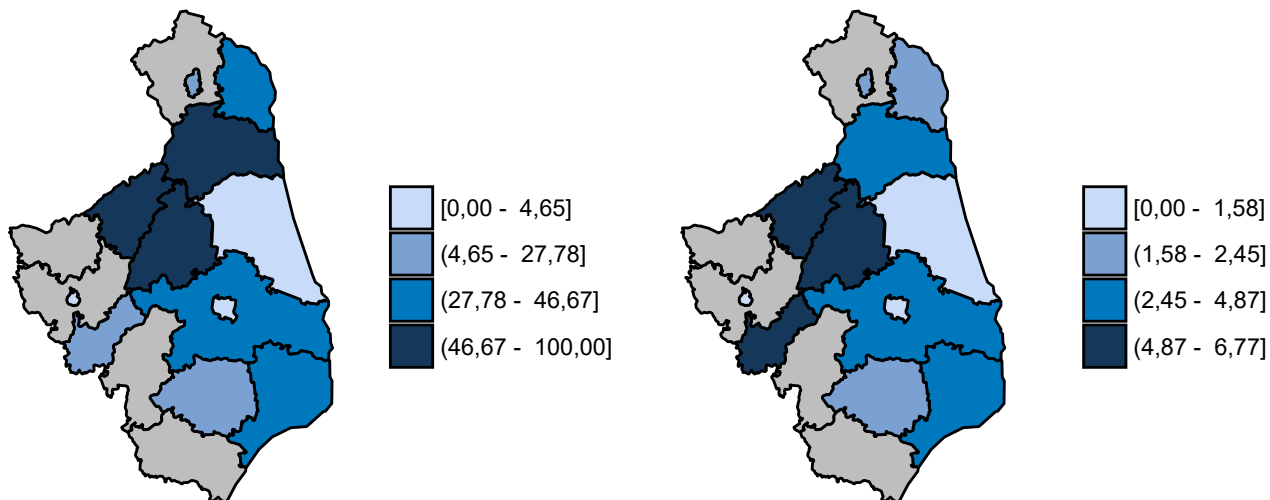 [0,00 - 4,65]
(4,65 - 27,78]
(27,78 - 46,67]
(46,67 - 100,00]
[0,00 - 1,58]
(1,58 - 2,45]
(2,45 - 4,87]
(4,87 - 6,77]